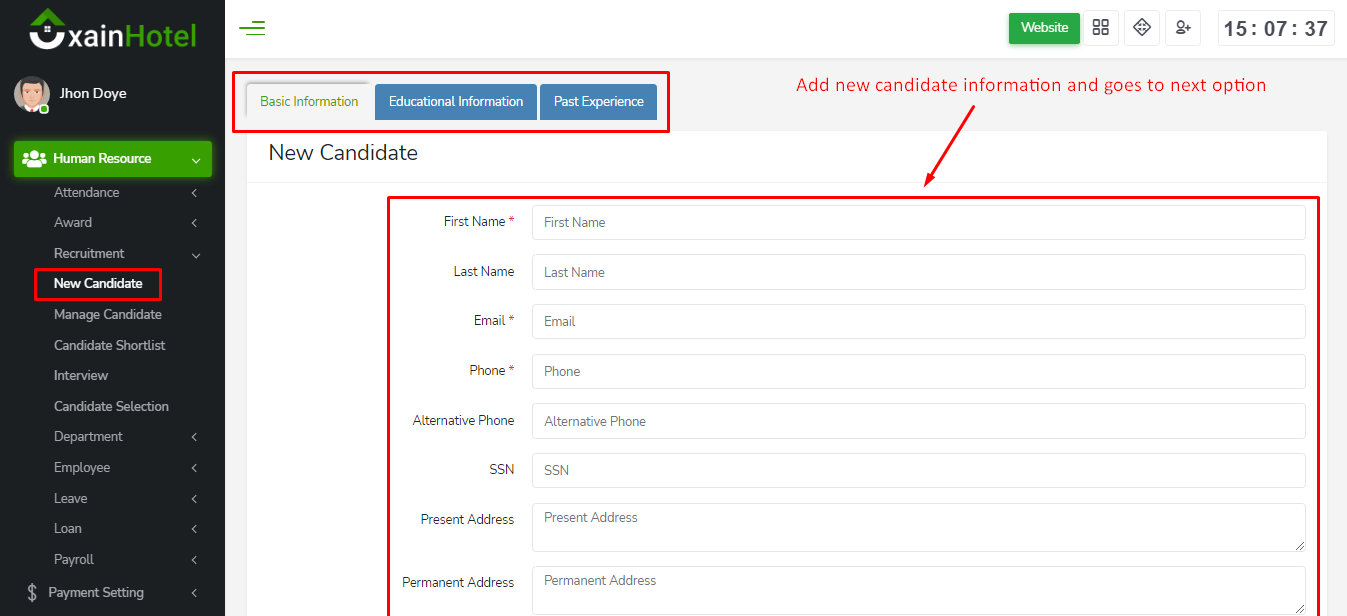 xainHotel
Jhon Doye
Human Resource
Attendance
Award
Recruitment
New Candidate
Manage Candidate
Candidate Shortlist
Interview
Candidate Selection
Department
Employee
Leave
Loan
Payroll
$ Payment Setting
Website
15:07:37
Basic Information Educational Information Past Experience
Add new candidate information and goes to next option
New Candidate
First Name * First Name
Last Name Last Name
Email * Email
Phone * Phone
Alternative Phone Alternative Phone
SSN SSN
Present Address Present Address
Permanent Address Permanent Address